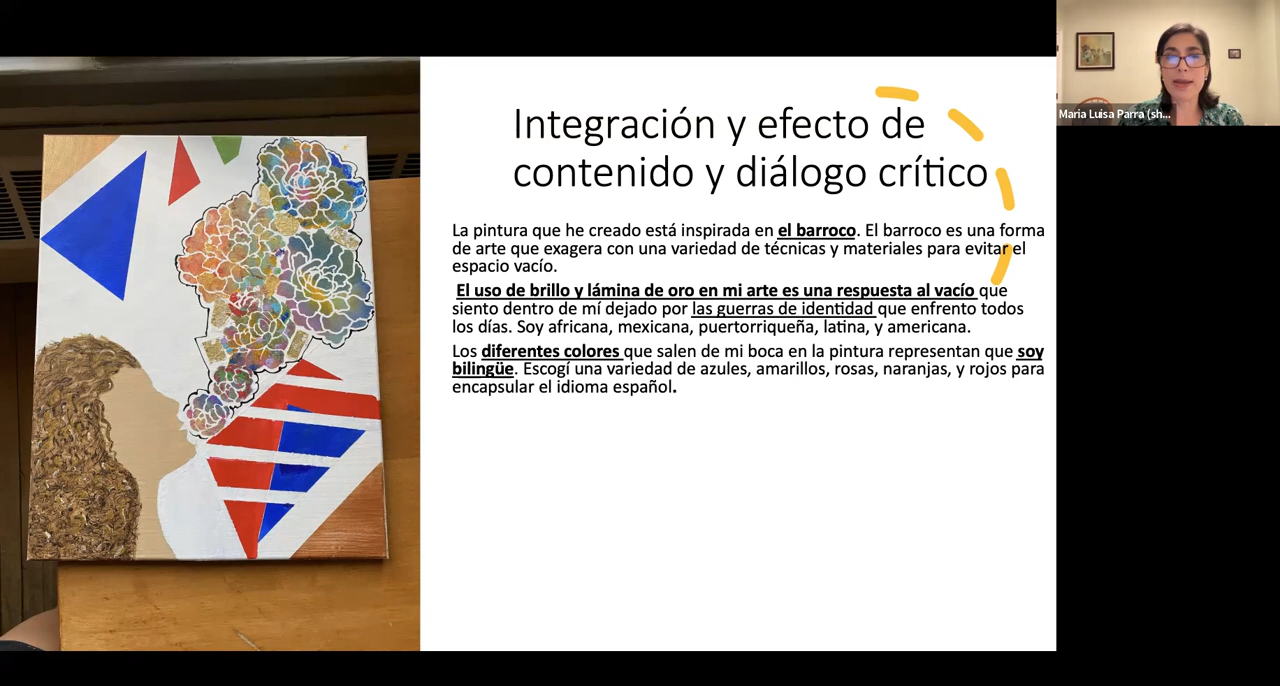 Integración y efecto de
contenido y diálogo crítico
La pintura que he creado está inspirada en el barroco. El barroco es una forma
de arte que exagera con una variedad de técnicas y materiales para evitar el
espacio vacío.
El uso de brillo y lámina de oro en mi arte es una respuesta al vacío que
siento dentro de mí dejado por las guerras de identidad que enfrento todos
los días. Soy africana, mexicana, puertorriqueña, latina, y americana.
Los diferentes colores que salen de mi boca en la pintura representan que soy
bilingüe. Escogí una variedad de azules, amarillos, rosas, naranjas, y rojos para
encapsular el idioma español.
Maria Luisa Parra (sh...